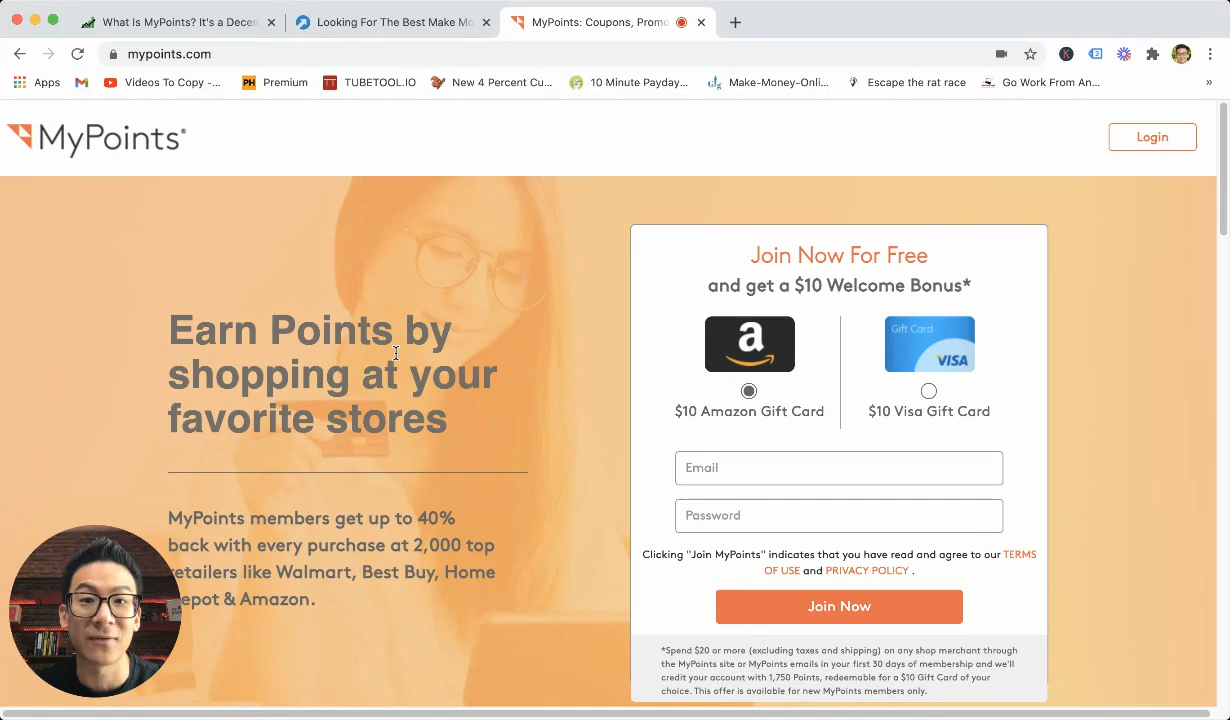 What Is MyPoints? It's a Decen
Looking For The Best Make Mo
MyPoints: Coupons, Promo
mypoints.com
Apps
Videos To Copy -...
PH Premium
TT TUBETOOL.IO
New 4 Percent Cu...
10 Minute Payday...
Make-Money-Onli...
Escape the rat race
Go Work From An...
»
MyPoints®
Login
Earn Points by
shopping at your
favorite stores
MyPoints members get up to 40%
back with every purchase at 2,000 top
retailers like Walmart, Best Buy, Home
epot & Amazon.
Join Now For Free
and get a $10 Welcome Bonus*
a
Gift Card
VISA
$10 Amazon Gift Card
$10 Visa Gift Card
Email
Password
Clicking "Join MyPoints" indicates that you have read and agree to our TERMS
OF USE and PRIVACY POLICY .
Join Now
*Spend $20 or more (excluding taxes and shipping) on any shop merchant through
the MyPoints site or MyPoints emails in your first 30 days of membership and we'll
credit your account with 1,750 Points, redeemable for a $10 Gift Card of your
choice. This offer is available for new MyPoints members only.